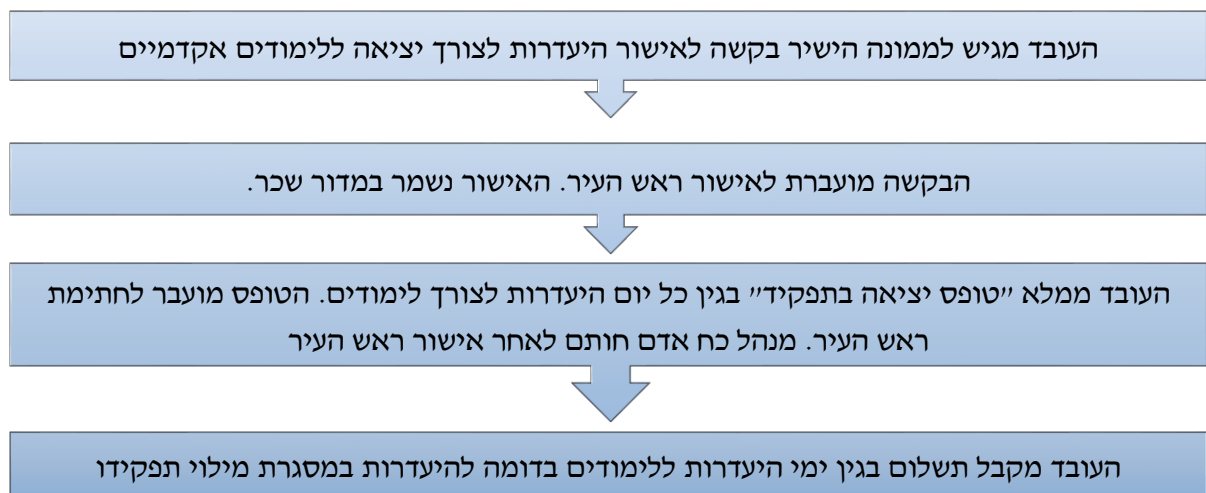 העובד מגיש לממונה הישיר בקשה לאישור היעדרות לצורך יציאה ללימודים אקדמיים
הבקשה מועברת לאישור ראש העיר. האישור נשמר במדור שכר.
העובד ממלא "טופס יציאה בתפקיד" בגין כל יום היעדרות לצורך לימודים. הטופס מועבר לחתימת
ראש העיר. מנהל כח אדם חותם לאחר אישור ראש העיר
העובד מקבל תשלום בגין ימי היעדרות ללימודים בדומה להיעדרות במסגרת מילוי תפקידו